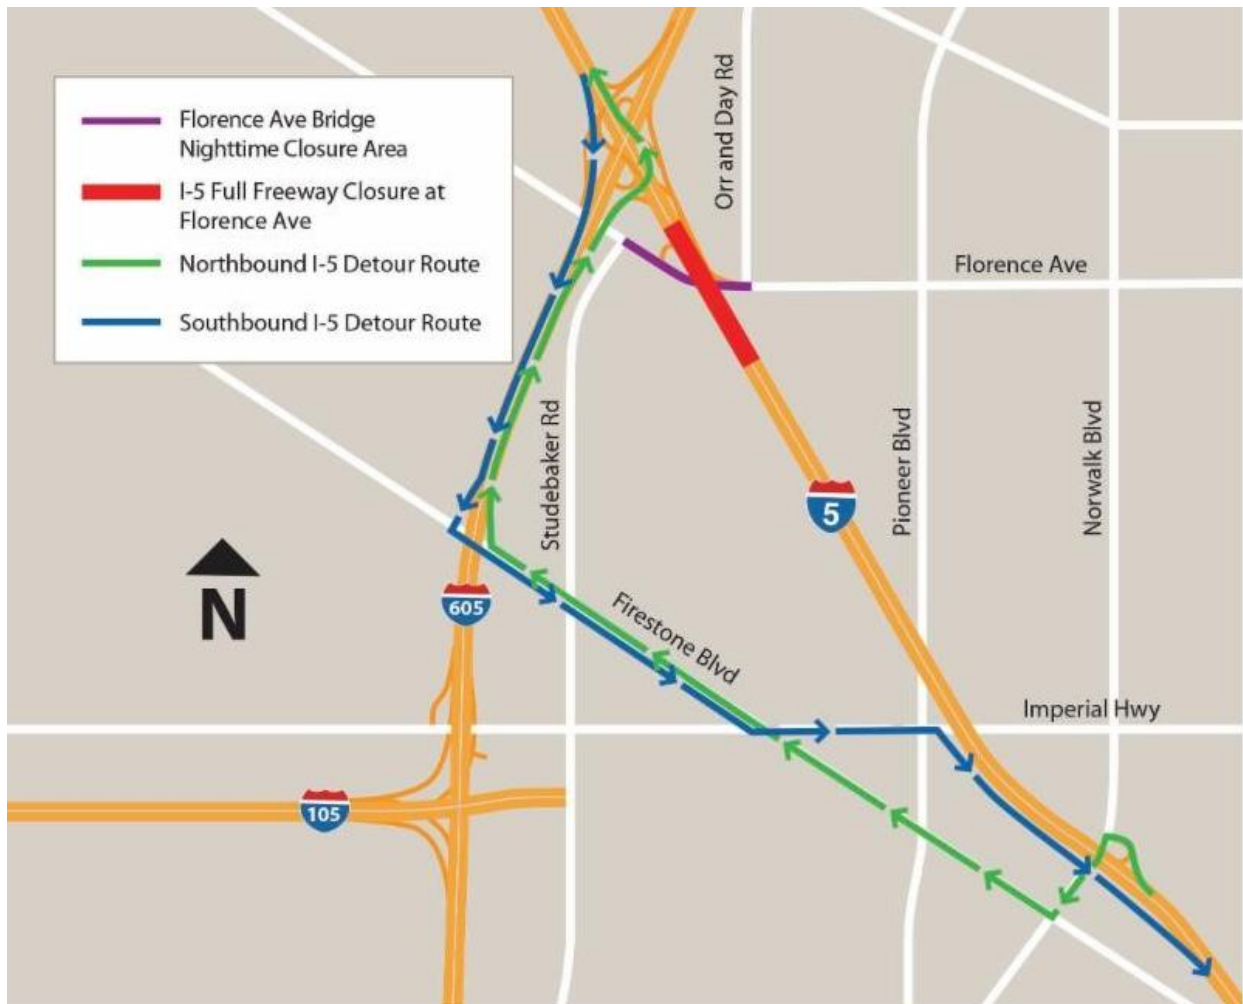 Florence Ave Bridge
Nighttime Closure Area
I-5 Full Freeway Closure at
Florence Ave
Northbound I-5 Detour Route
Southbound I-5 Detour Route
Orr and Day Rd
Florence Ave
Studebaker Rd
Pioneer Blvd
Norwalk Blvd
5
N
605
Firestone Blvd
Imperial Hwy
105